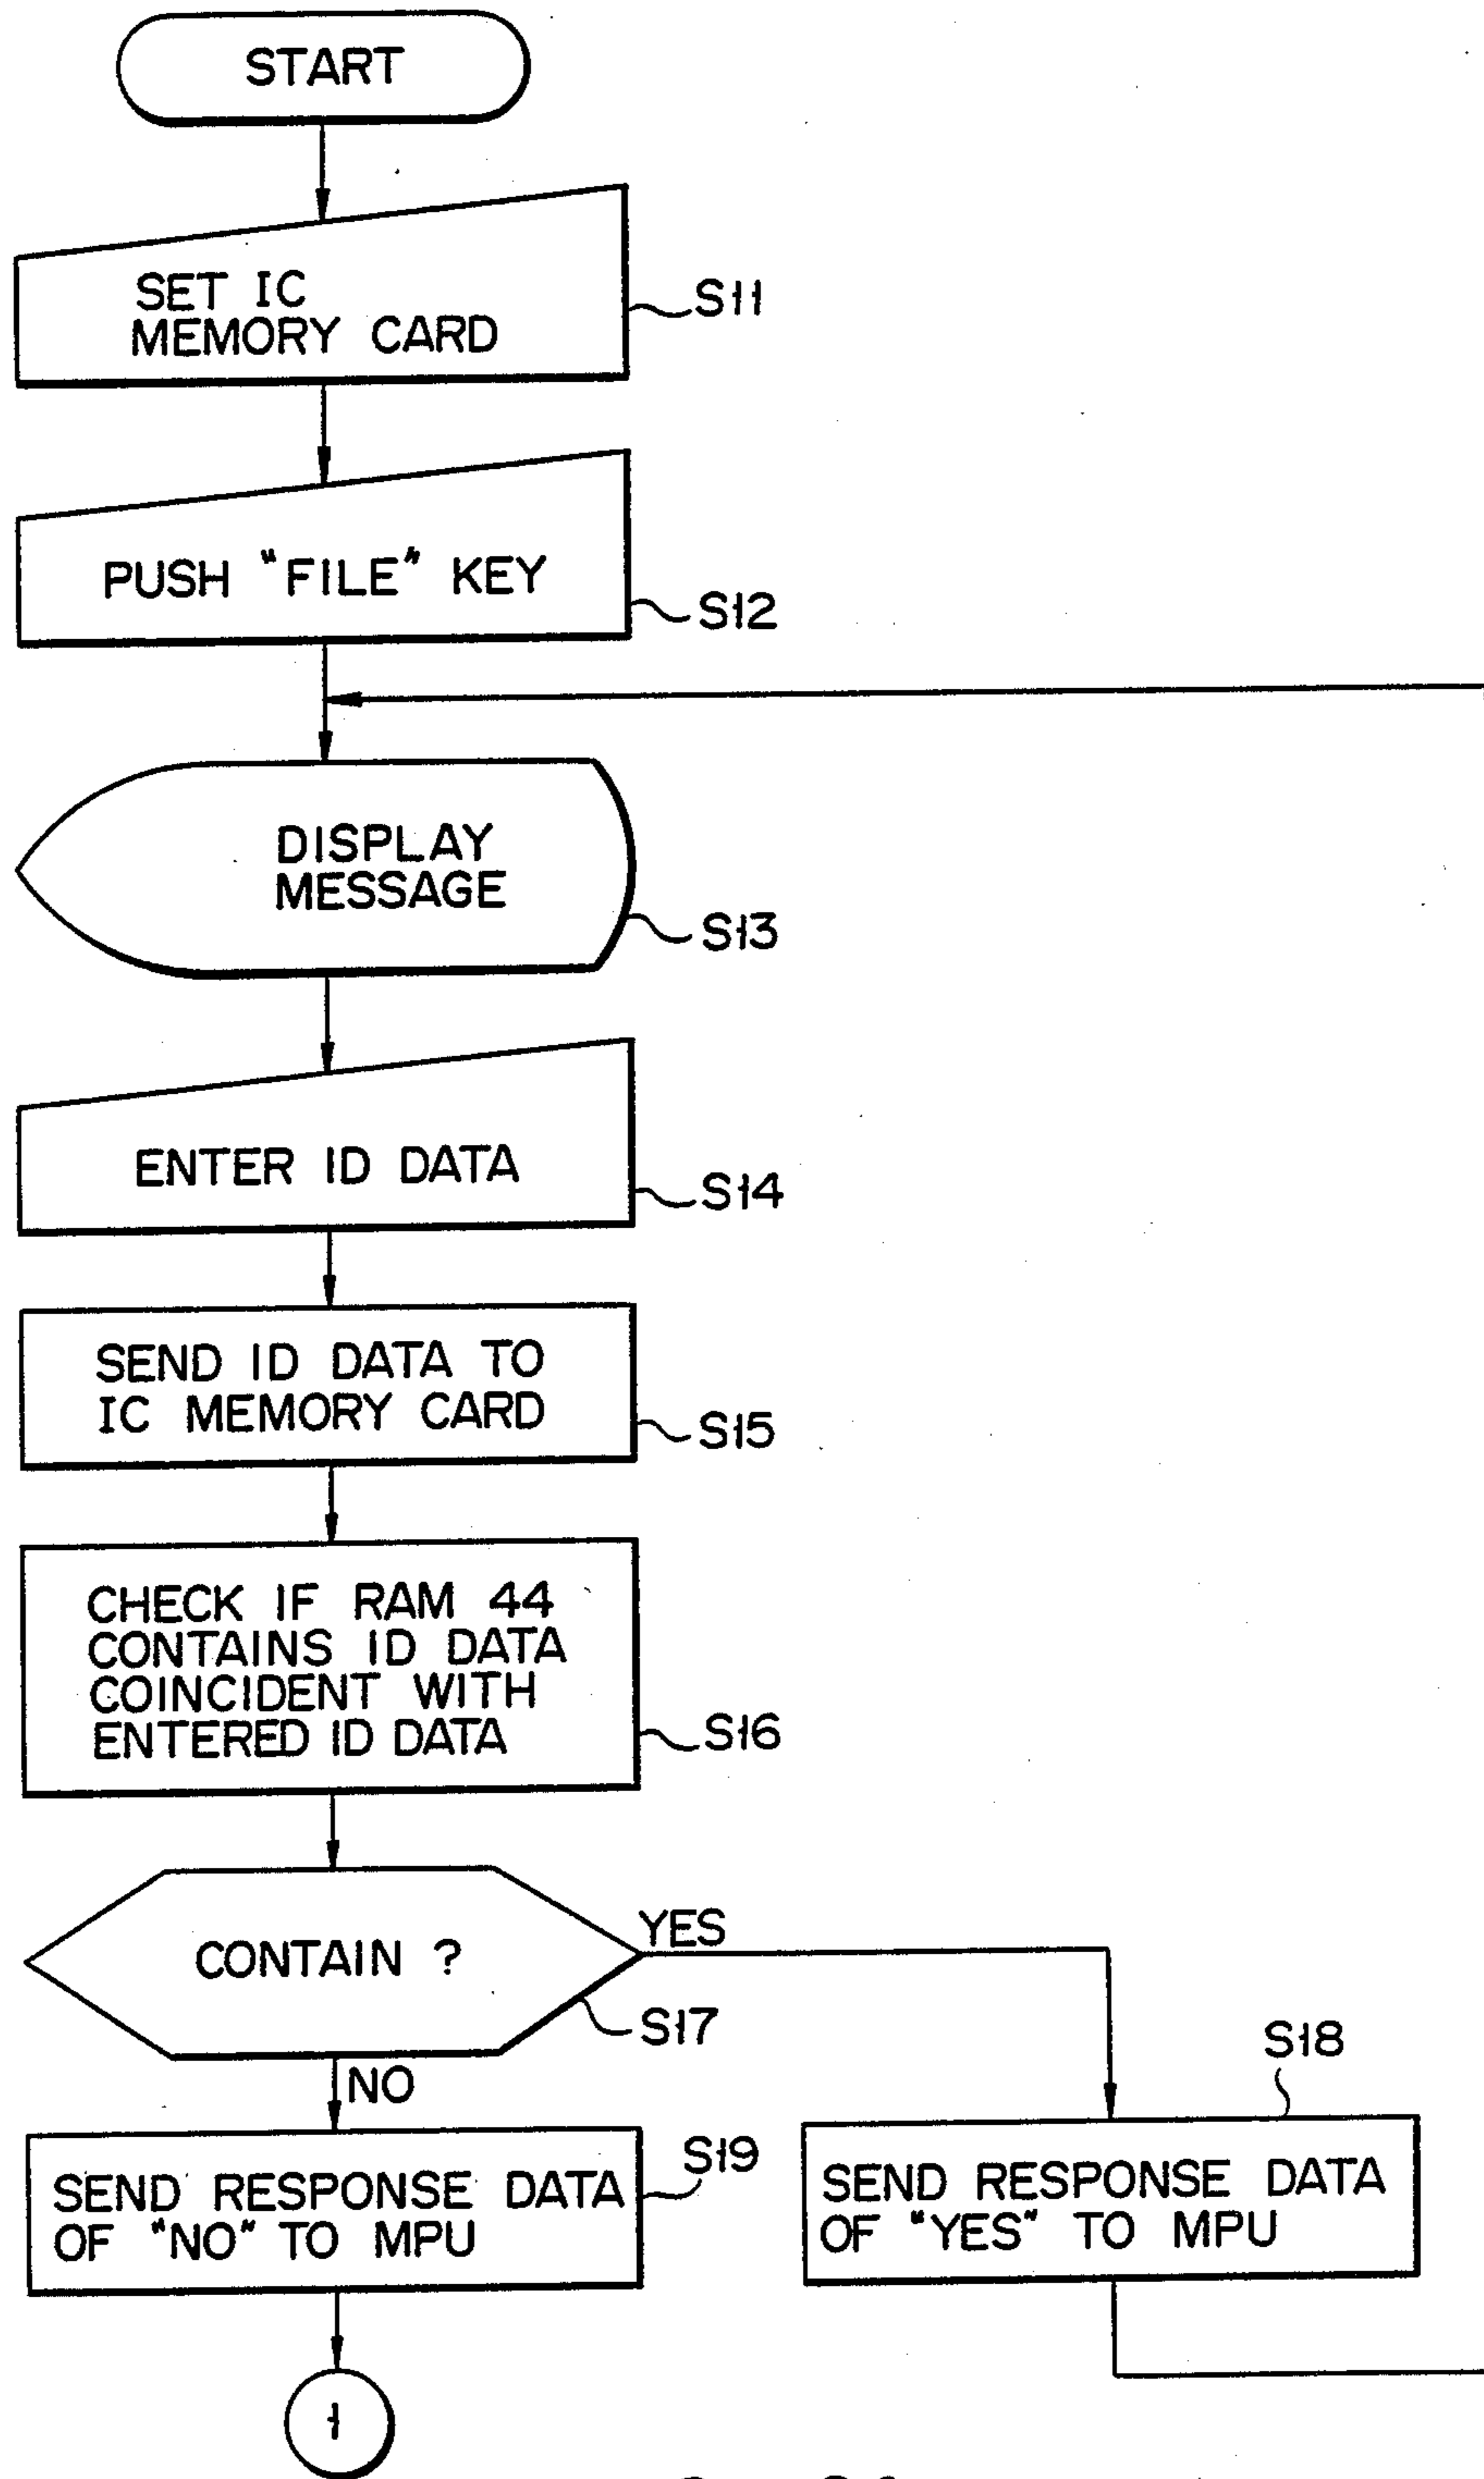 START
SET IC
MEMORY CARD
S11
PUSH "FILE" KEY
S12
DISPLAY
MESSAGE
S13
ENTER ID DATA
S14
SEND ID DATA TO
IC MEMORY CARD
S15
CHECK IF RAM 44
CONTAINS ID DATA
COINCIDENT WITH
ENTERED ID DATA
S16
CONTAIN ?
YES
S17
NO
S18
SEND RESPONSE DATA
OF "NO" TO MPU
S19
SEND RESPONSE DATA
OF "YES" TO MPU
1